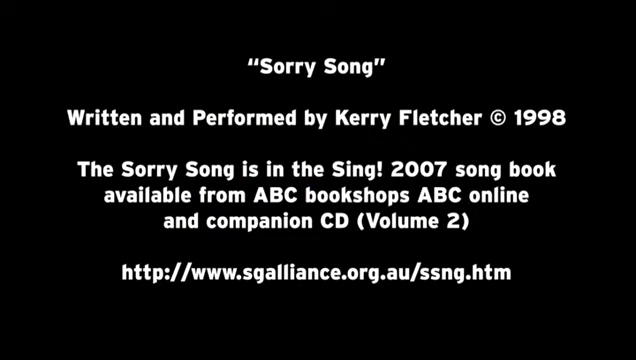 “Sorry Song”
Written and Performed by Kerry Fletcher © 1998
The Sorry Song is in the Sing! 2007 song book
available from ABC bookshops ABC online
and companion CD (Volume 2)
http://www.sgalliance.org.au/ssng.htm